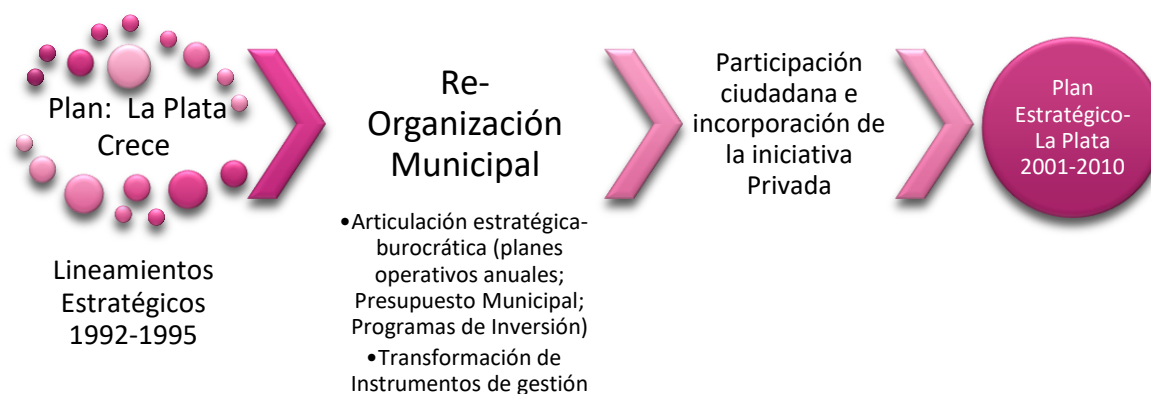 Plan: La Plata
Crece
Lineamientos
Estratégicos
1992-1995
Re-
Organización
Municipal
•Articulación estratégica-
burocrática (planes
operativos anuales;
Presupuesto Municipal;
Programas de Inversión)
•Transformación de
Instrumentos de gestión
Participación
ciudadana e
incorporación de
la iniciativa
Privada
Plan
Estratégico-
La Plata
2001-2010